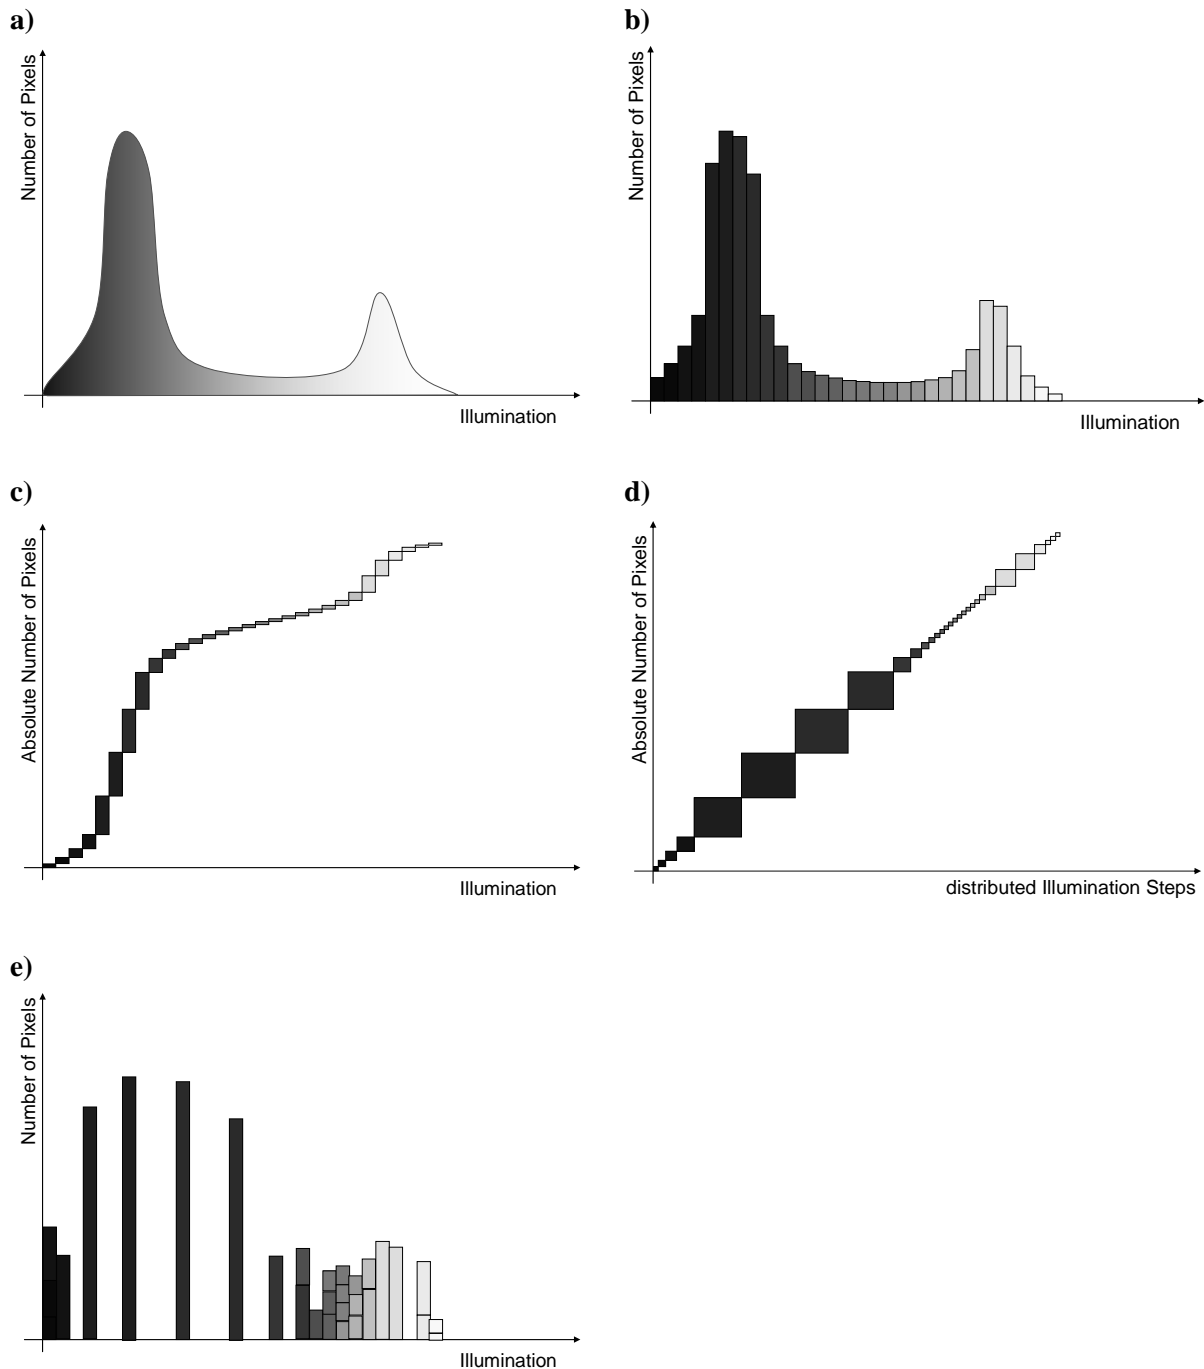 a)
Number of Pixels
Illumination
b)
Number of Pixels
Illumination
c)
Absolute Number of Pixels
Illumination
d)
Absolute Number of Pixels
distributed Illumination Steps
e)
Number of Pixels
Illumination